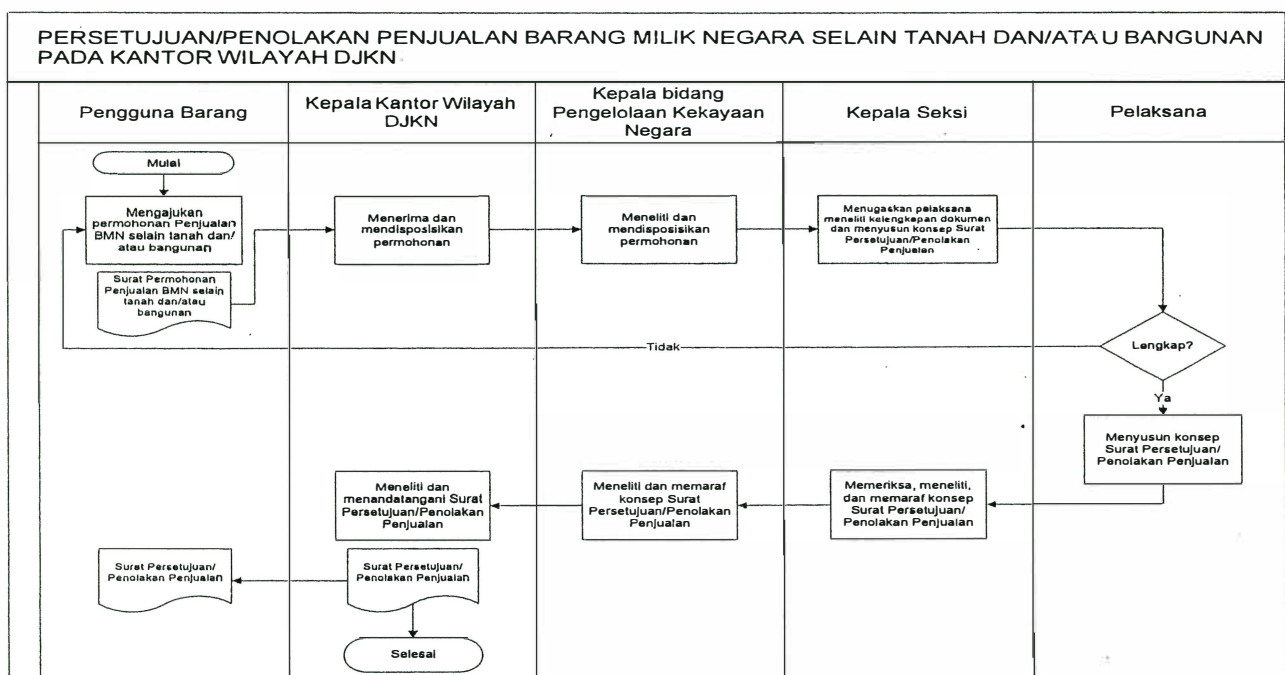 PERSETUJUAN/PENOLAKAN PENJUALAN BARANG MILIK NEGARA SELAIN TANAH DAN/ATAU BANGUNAN
PADA KANTOR WILAYAH DJKN
Pengguna Barang
Kepala Kantor Wilayah
DJKN
Kepala bidang
Pengelolaan Kekayaan
Negara
Kepala Seksi
Pelaksana
Mulai
Mengajukan
permohonan Penjualan
BMN selain tanah dan/
atau bangunan
Surat Permohonan
Penjualan BMN selain
tanah dan/atau
bangunan
Menerima dan
mendisposisikan
permohonan
Meneliti dan
mendisposisikan
permohonan
Menugaskan pelaksana
meneliti kelengkapan dokumen
dan menyusun konsep Surat
Persetujuan/Penolakan
Penjualan
Lengkap?
Tidak
Ya
Menyusun konsep
Surat Persetujuan/
Penolakan Penjualan
Memeriksa, meneliti,
dan memaraf konsep
Surat Persetujuan/
Penolakan Penjualan
Meneliti dan memaraf
konsep Surat
Persetujuan/Penolakan
Penjualan
Meneliti dan
menandatangani Surat
Persetujuan/Penolakan
Penjualan
Surat Persetujuan/
Penolakan Penjualan
Surat Persetujuan/
Penolakan Penjualan
Selesai